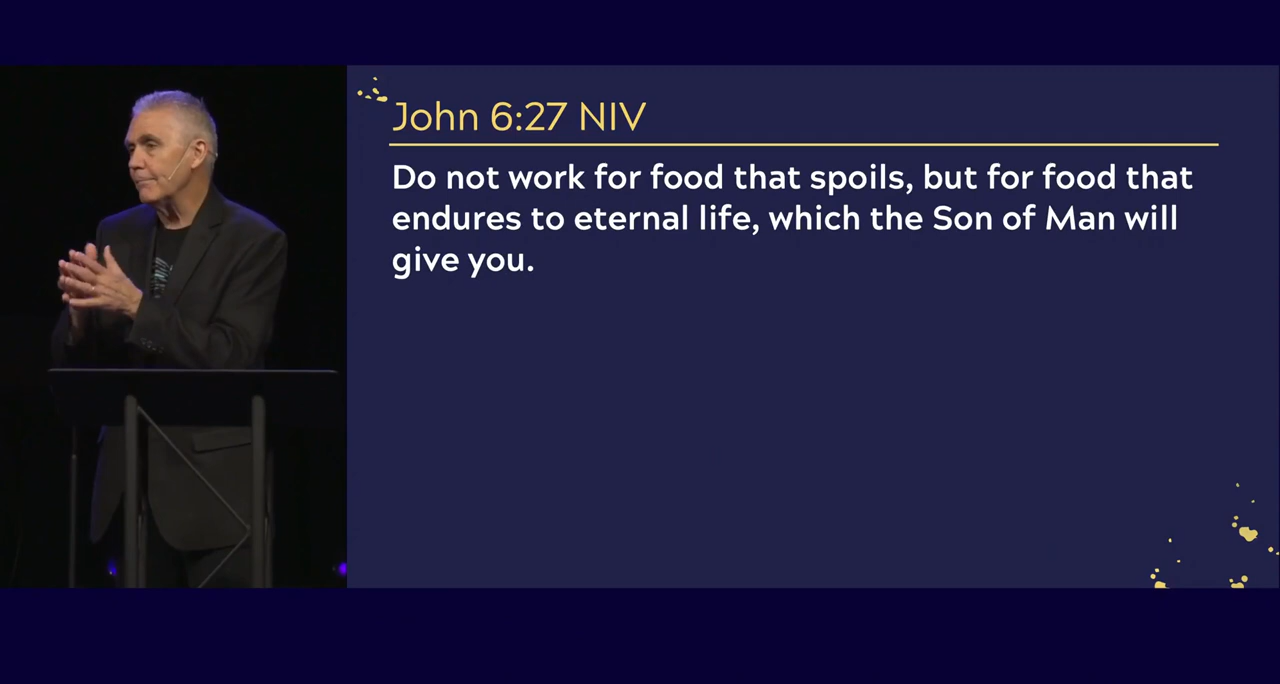 John 6:27 NIV
Do not work for food that spoils, but for food that
endures to eternal life, which the Son of Man will
give you.